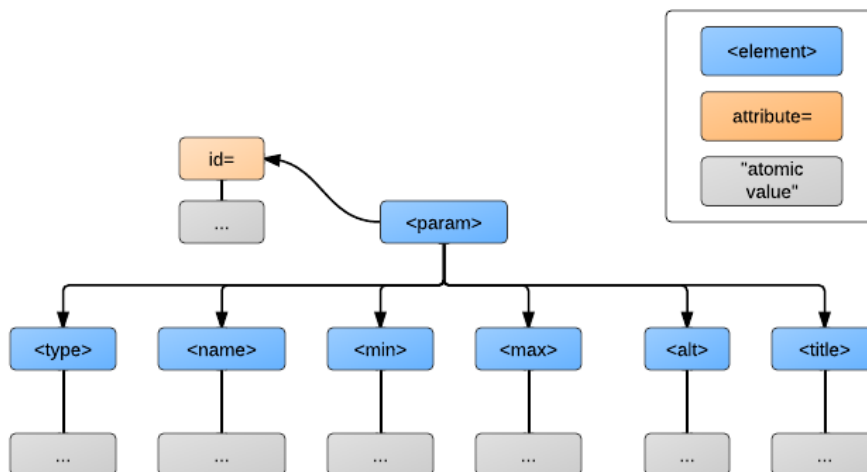 <element>
attribute=
"atomic
value"
id=
...
<param>
<type>
<name>
<min>
<max>
<alt>
<title>
...
...
...
...
...
...